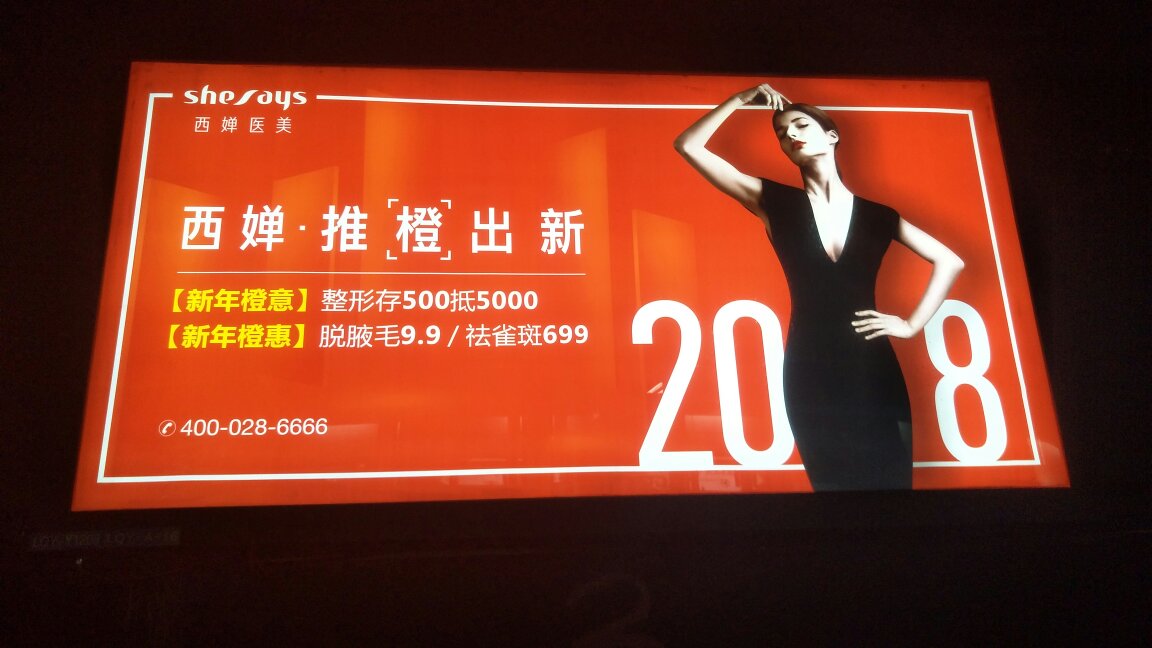 shesays
西婵医美
西婵·推[橙]出新
【新年橙意】整形存500抵5000
【新年橙惠】脱腋毛9.9 / 祛雀斑699
✆400-028-6666
20 8